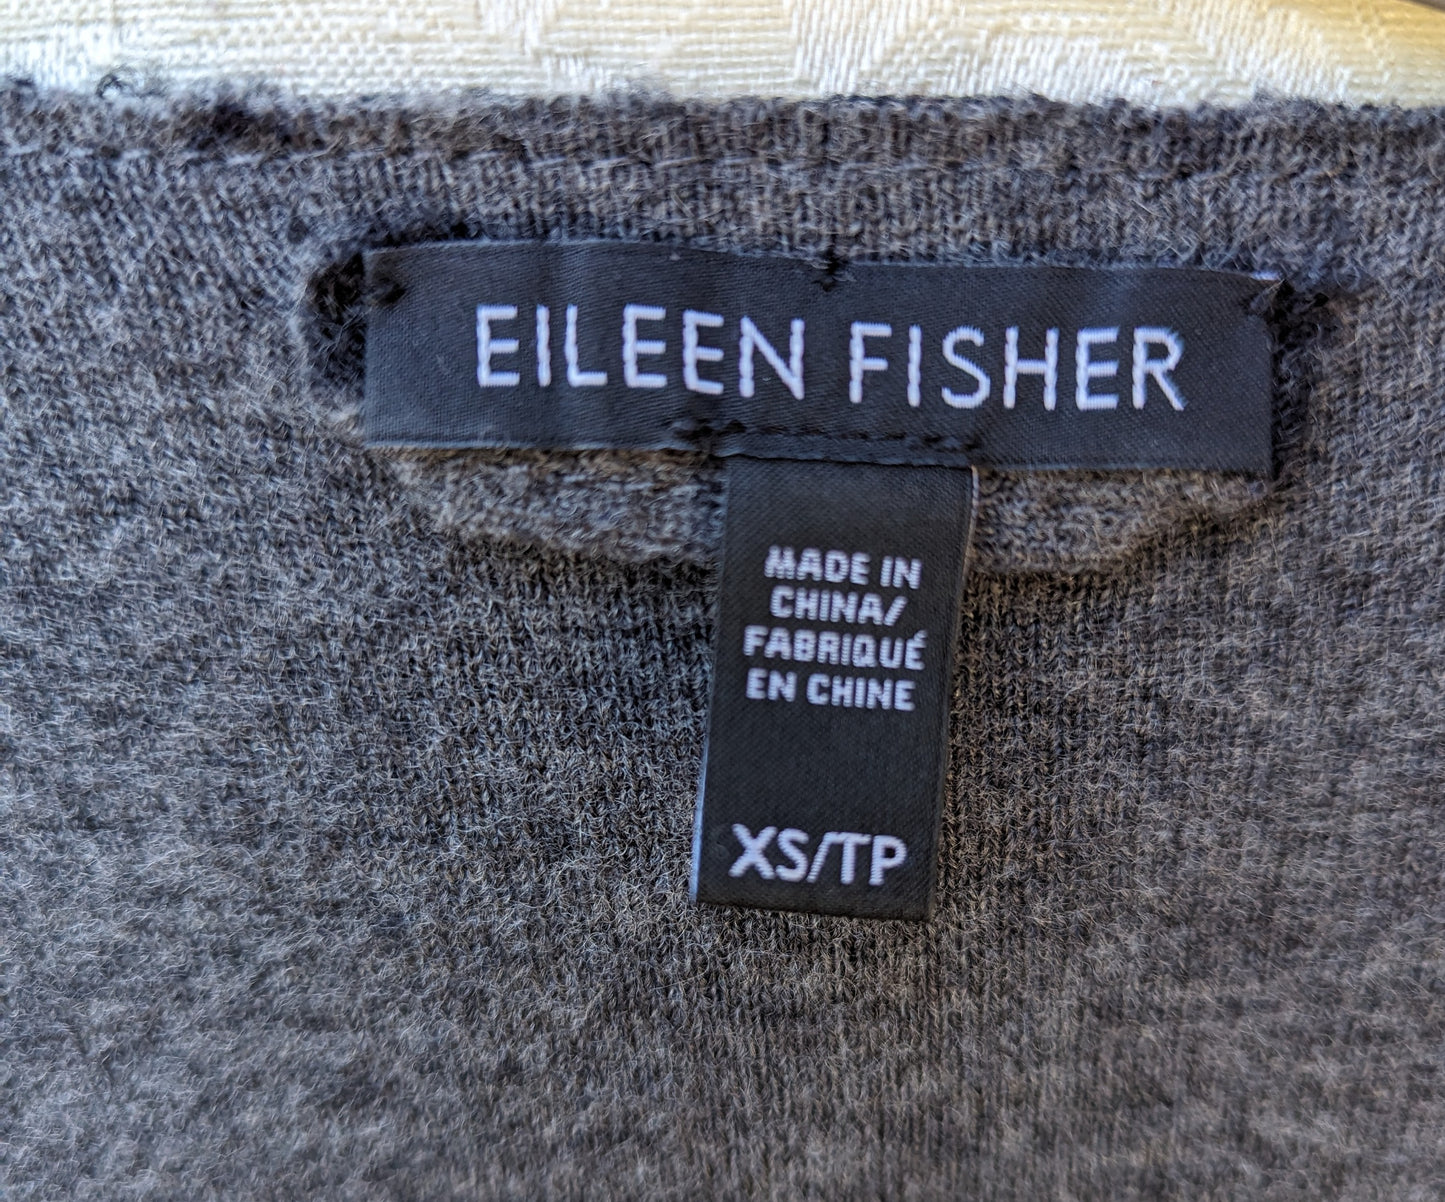 EILEEN FISHER
MADE IN
CHINA/
FABRIQUÉ
EN CHINE
XS/TP